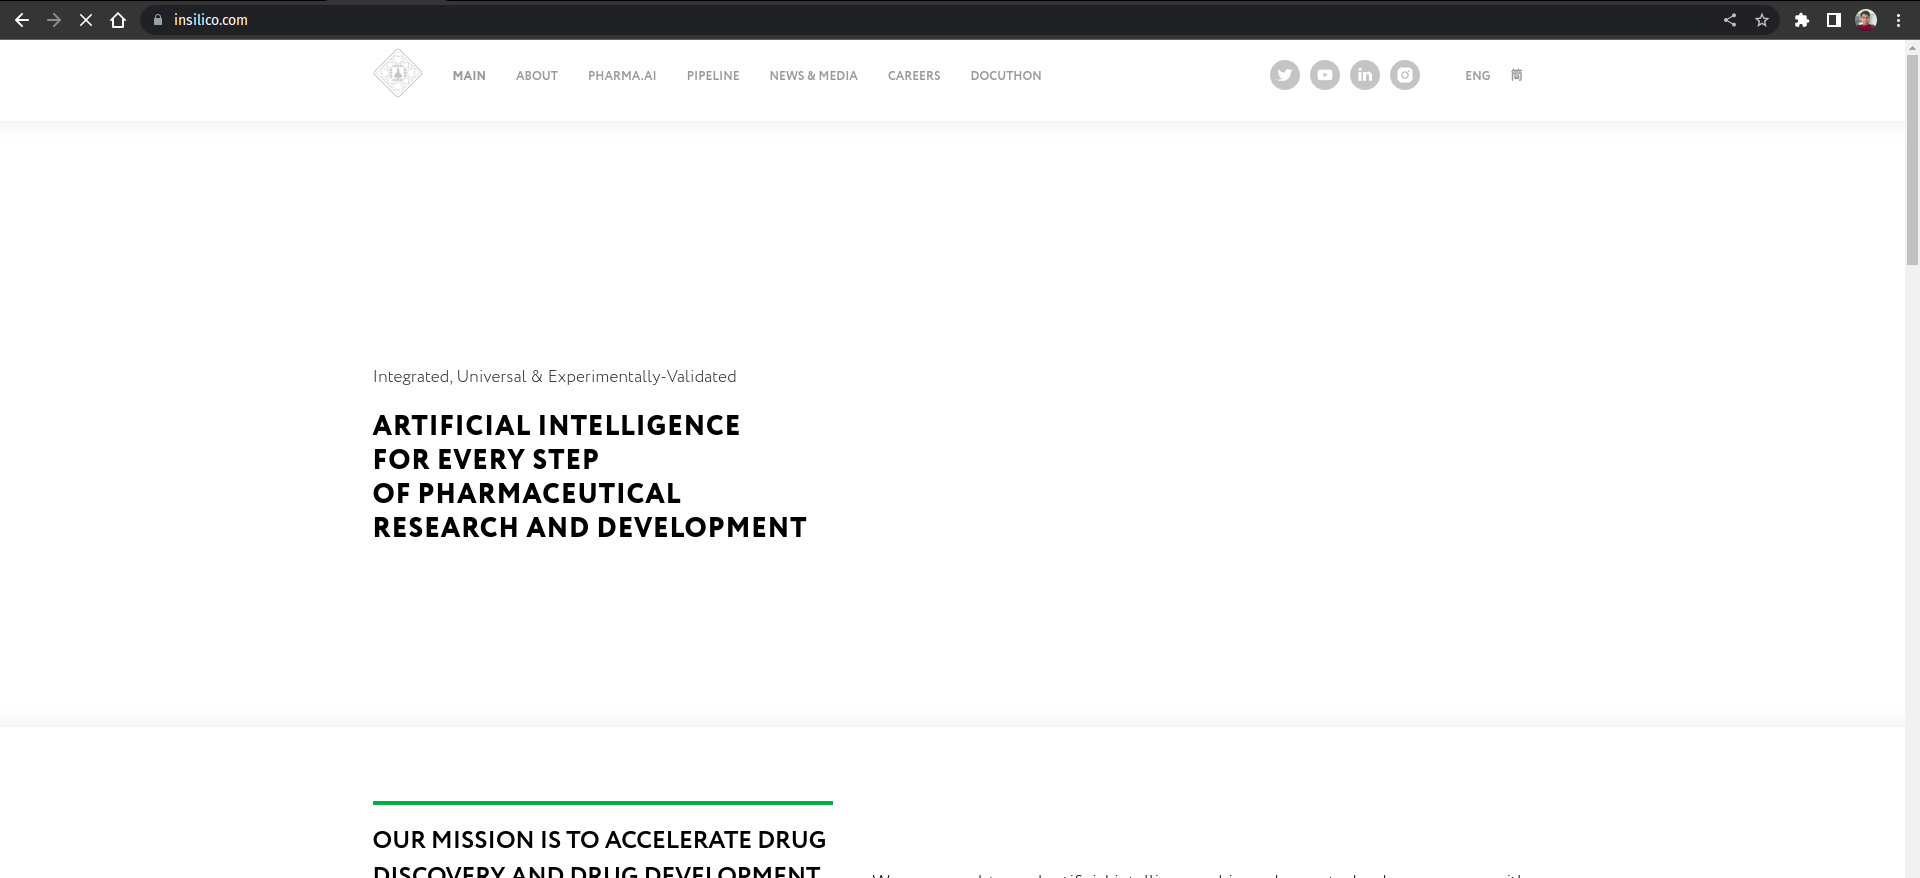 insilico.com
MAIN ABOUT PHARMA.AI PIPELINE NEWS & MEDIA CAREERS DOCUTHON ENG 简
Integrated, Universal & Experimentally-Validated
ARTIFICIAL INTELLIGENCE
FOR EVERY STEP
OF PHARMACEUTICAL
RESEARCH AND DEVELOPMENT
OUR MISSION IS TO ACCELERATE DRUG
DISCOVERY AND DRUG DEVELOPMENT